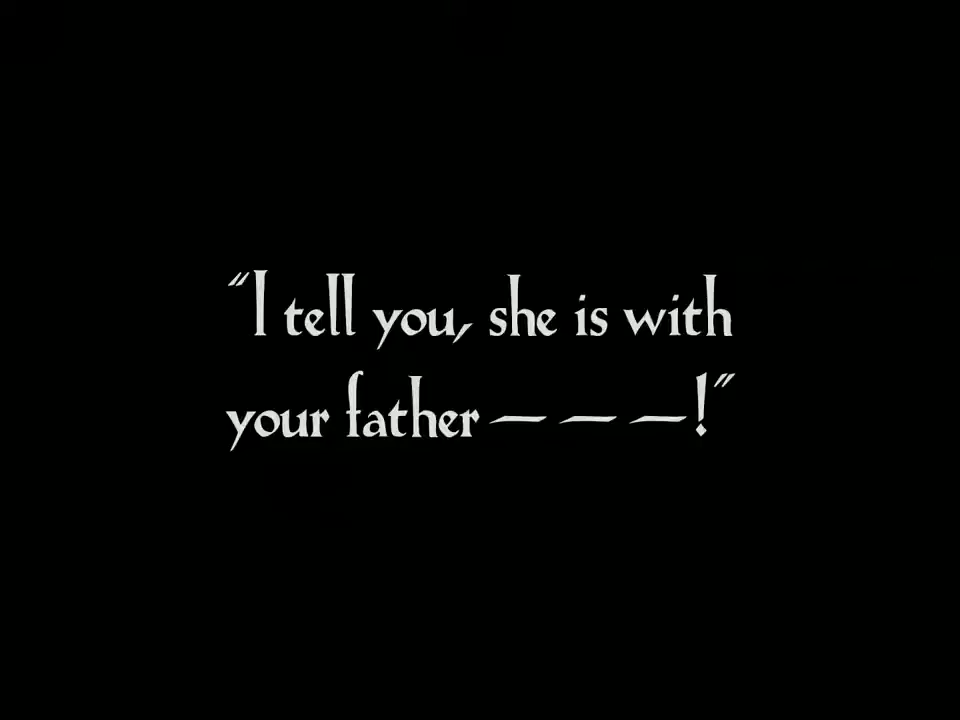 "I tell you, she is with
your father — — —!"